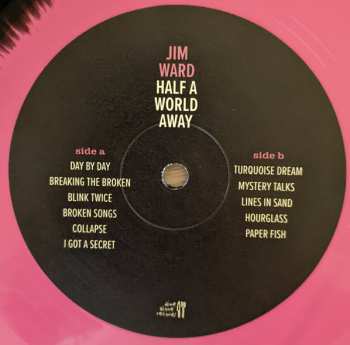 JIM
WARD
HALF A
WORLD
AWAY
side a
DAY BY DAY
BREAKING THE BROKEN
BLINK TWICE
BROKEN SONGS
COLLAPSE
I GOT A SECRET
side b
TURQUOISE DREAM
MYSTERY TALKS
LINES IN SAND
HOURGLASS
PAPER FISH